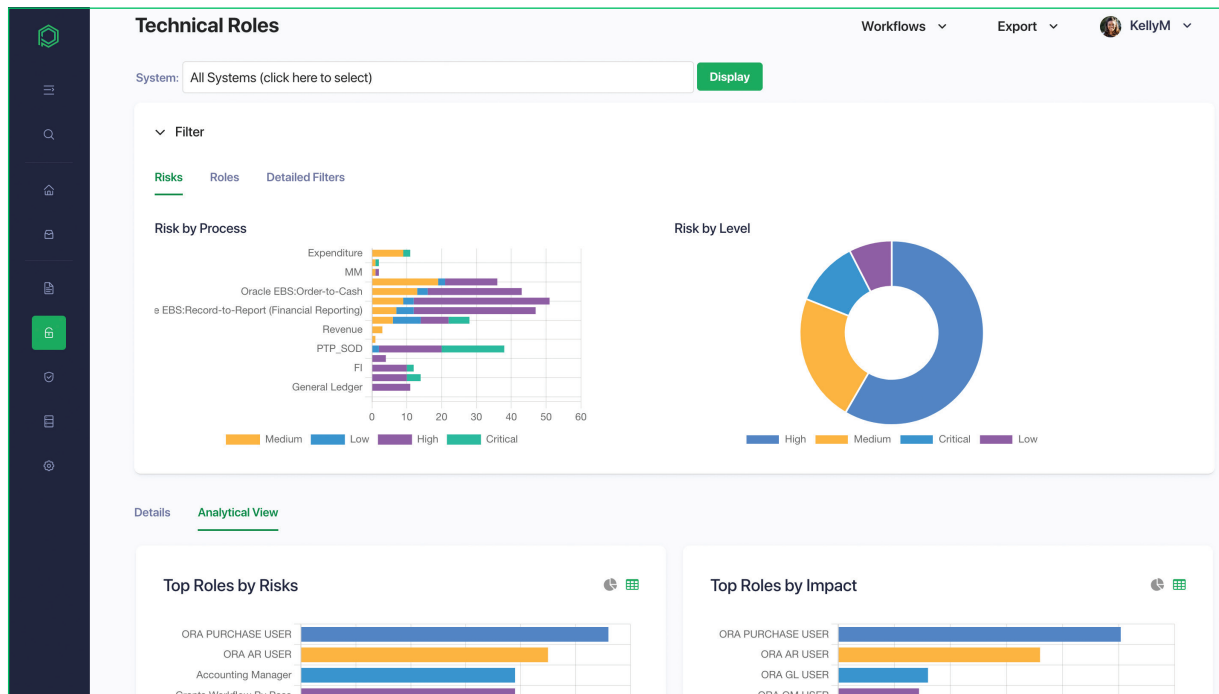 Technical Roles
Workflows
Export
KellyM
System:
All Systems (click here to select)
Display
Filter
Risks
Roles
Detailed Filters
Risk by Process
Expenditure
MM
Oracle EBS:Order-to-Cash
EBS:Record-to-Report (Financial Reporting)
Revenue
PTP_SOD
FI
General Ledger
0 10 20 30 40 50 60
Medium Low High Critical
Risk by Level
High Medium Critical Low
Details
Analytical View
Top Roles by Risks
ORA PURCHASE USER
ORA AR USER
Accounting Manager
Top Roles by Impact
ORA PURCHASE USER
ORA AR USER
ORA GL USER
ORA OM USER